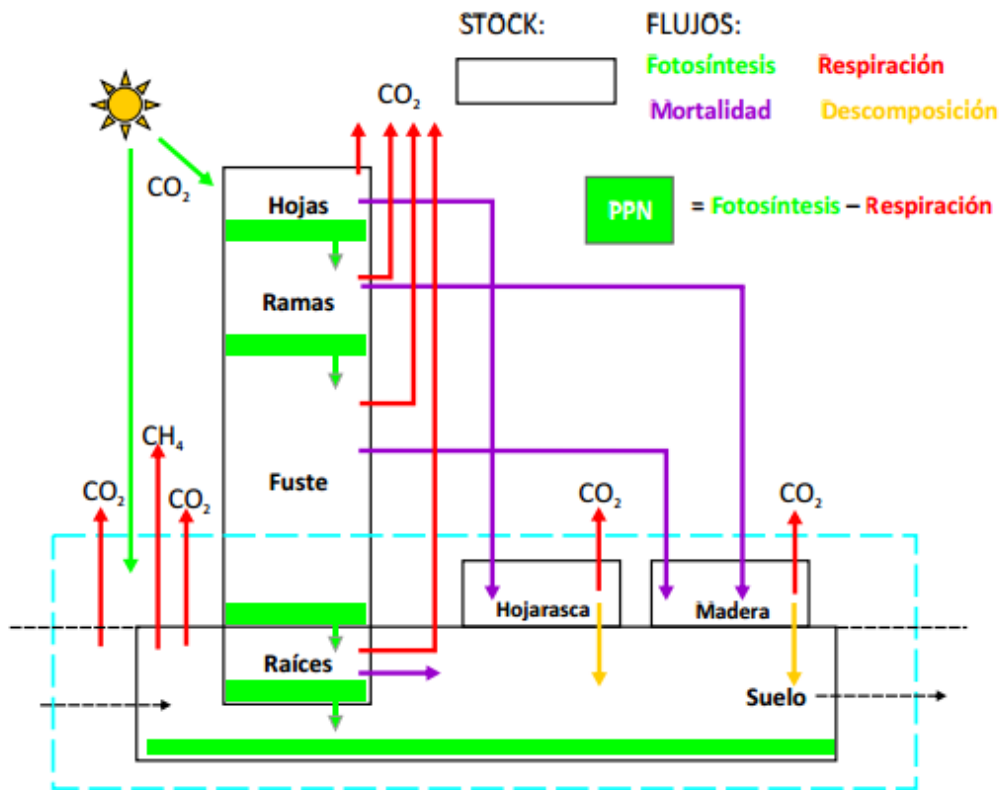 STOCK:
FLUJOS:
Fotosíntesis
Respiración
Mortalidad
Descomposición
CO₂
CO₂
PPN
= Fotosíntesis – Respiración
Hojas
Ramas
Fuste
CH₄
CO₂
CO₂
CO₂
CO₂
Hojarasca
Madera
Raíces
Suelo